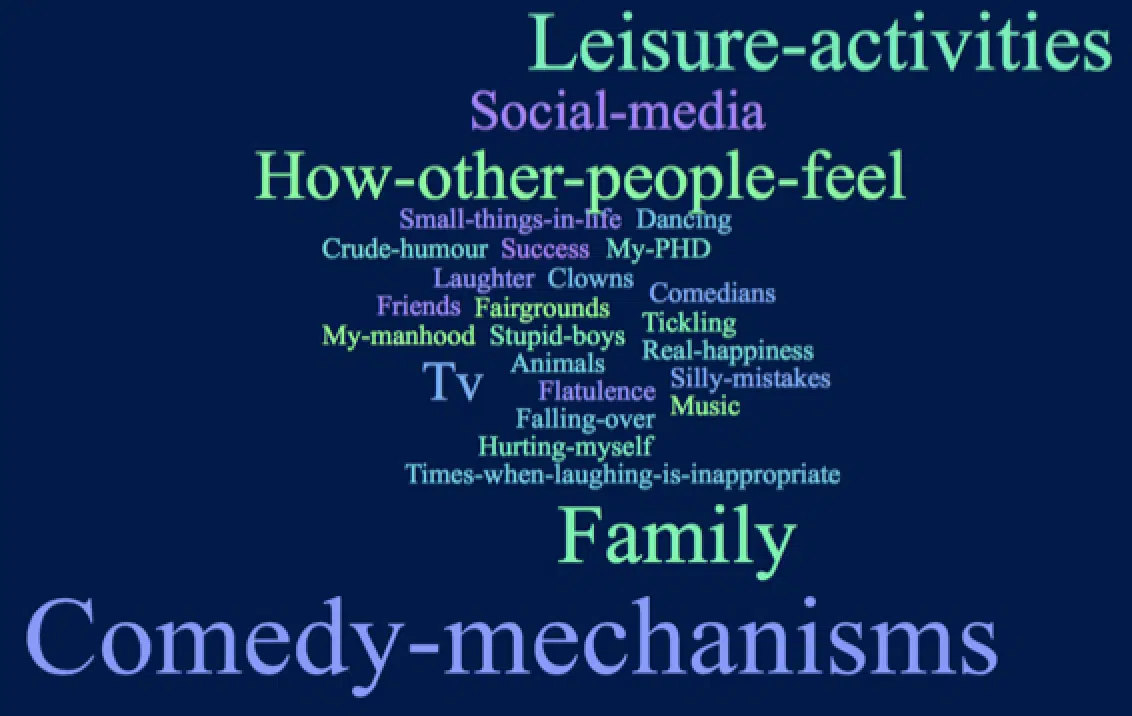 Leisure-activities
Social-media
How-other-people-feel
Small-things-in-life Dancing
Crude-humour Success My-PHD
Laughter Clowns
Comedians
Friends Fairgrounds
Tickling
My-manhood Stupid-boys
Real-happiness
Animals
Tv
Silly-mistakes
Flatulence
Music
Falling-over
Hurting-myself
Times-when-laughing-is-inappropriate
Family
Comedy-mechanisms